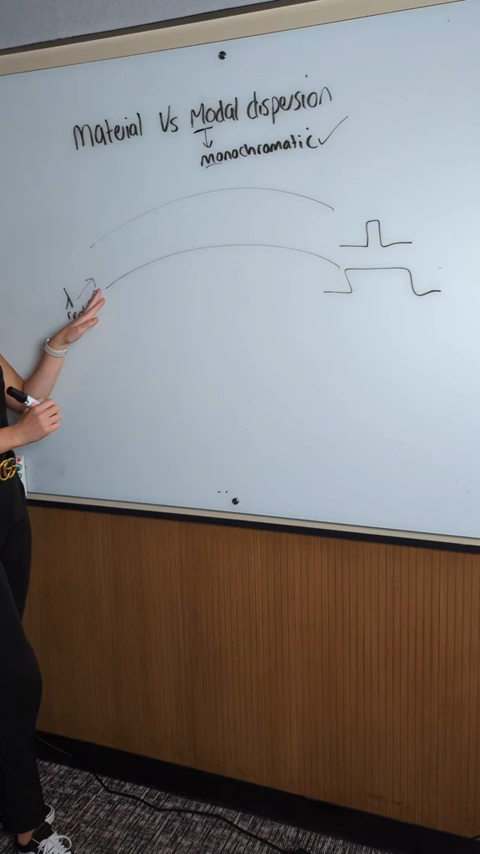 Material Vs Modal dispersion
monochromatic ✓
λ